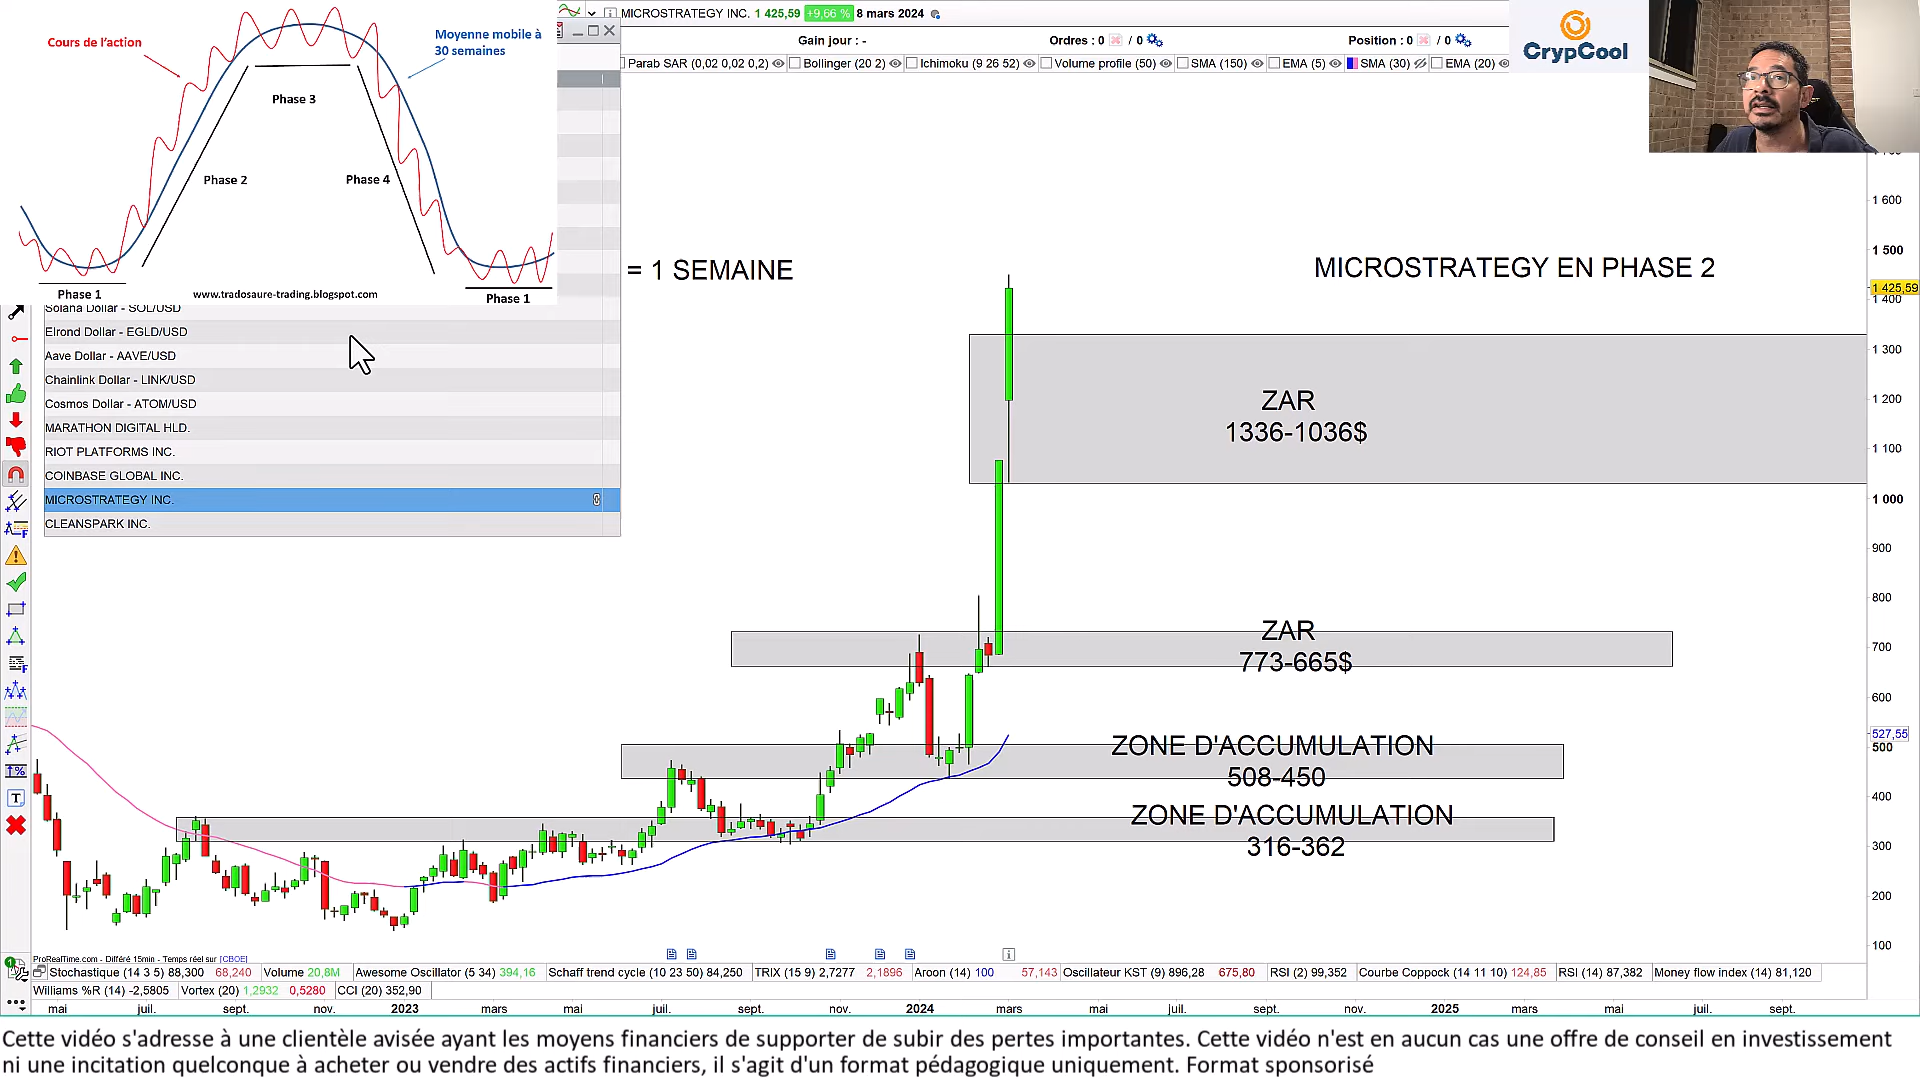 Cours de l'action
Moyenne mobile à
30 semaines
Phase 3
Phase 2
Phase 4
Phase 1
www.tradosaure-trading.blogspot.com
Phase 1
MICROSTRATEGY INC. 1 425,59 +9,66 % 8 mars 2024
Gain jour : -
Ordres : 0 / 0
Position : 0 / 0
Parab SAR (0,02 0,02 0,2) Bollinger (20 2) Ichimoku (9 26 52) Volume profile (50) SMA (150) EMA (5) SMA (30) EMA (20)
CrypCool
Solana Dollar - SOL/USD
Elrond Dollar - EGLD/USD
Aave Dollar - AAVE/USD
Chainlink Dollar - LINK/USD
Cosmos Dollar - ATOM/USD
MARATHON DIGITAL HLD.
RIOT PLATFORMS INC.
COINBASE GLOBAL INC.
MICROSTRATEGY INC.
CLEANSPARK INC.
= 1 SEMAINE
MICROSTRATEGY EN PHASE 2
ZAR
1336-1036$
ZAR
773-665$
ZONE D'ACCUMULATION
508-450
ZONE D'ACCUMULATION
316-362
1 600
1 500
1 425,59
1 400
1 300
1 200
1 100
1 000
900
800
700
600
527,55
500
400
300
200
100
ProRealTime.com - Différé 15min - Temps réel sur [CBOE]
Stochastique (14 3 5) 88,300 68,240 Volume 20,8M Awesome Oscillator (5 34) 394,16 Schaff trend cycle (10 23 50) 84,250 TRIX (15 9) 2,7277 2,1896 Aroon (14) 100 57,143 Oscillateur KST (9) 896,28 675,80 RSI (2) 99,352 Courbe Coppock (14 11 10) 124,85 RSI (14) 87,382 Money flow index (14) 81,120
Williams %R (14) -2,5805 Vortex (20) 1,2932 0,5280 CCI (20) 352,90
mai juil. sept. nov. 2023 mars mai juil. sept. nov. 2024 mars mai juil. sept. nov. 2025 mars mai juil. sept.
Cette vidéo s'adresse à une clientèle avisée ayant les moyens financiers de supporter de subir des pertes importantes. Cette vidéo n'est en aucun cas une offre de conseil en investissement
ni une incitation quelconque à acheter ou vendre des actifs financiers, il s'agit d'un format pédagogique uniquement. Format sponsorisé